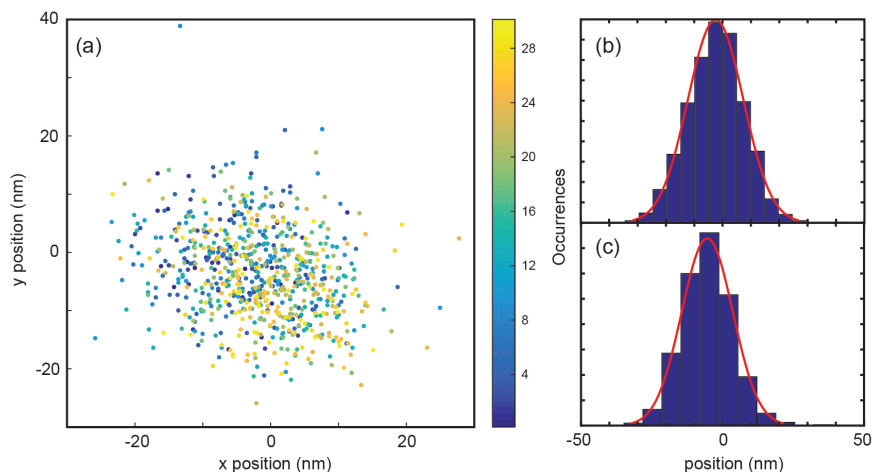 (a)
40
20
0
-20
y position (nm)
-20
0
20
x position (nm)
28
24
20
16
12
8
4
(b)
(c)
Occurrences
-50
0
50
position (nm)